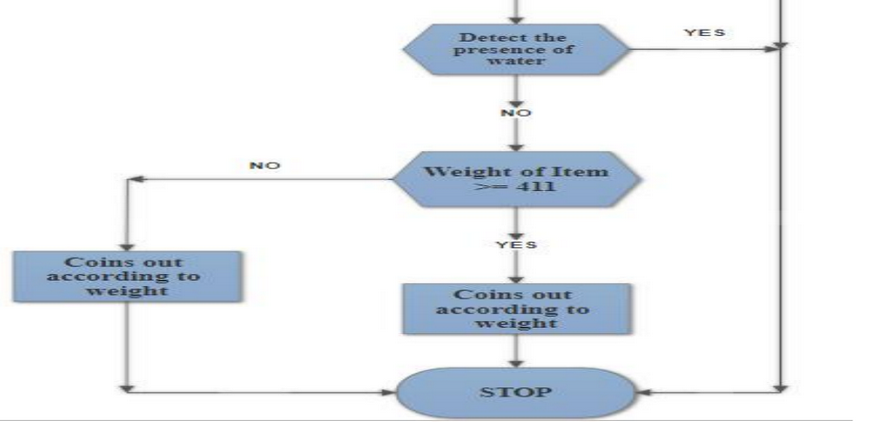 Detect the
presence of
water
YES
NO
Weight of Item
>= 411
NO
YES
Coins out
according to
weight
Coins out
according to
weight
STOP